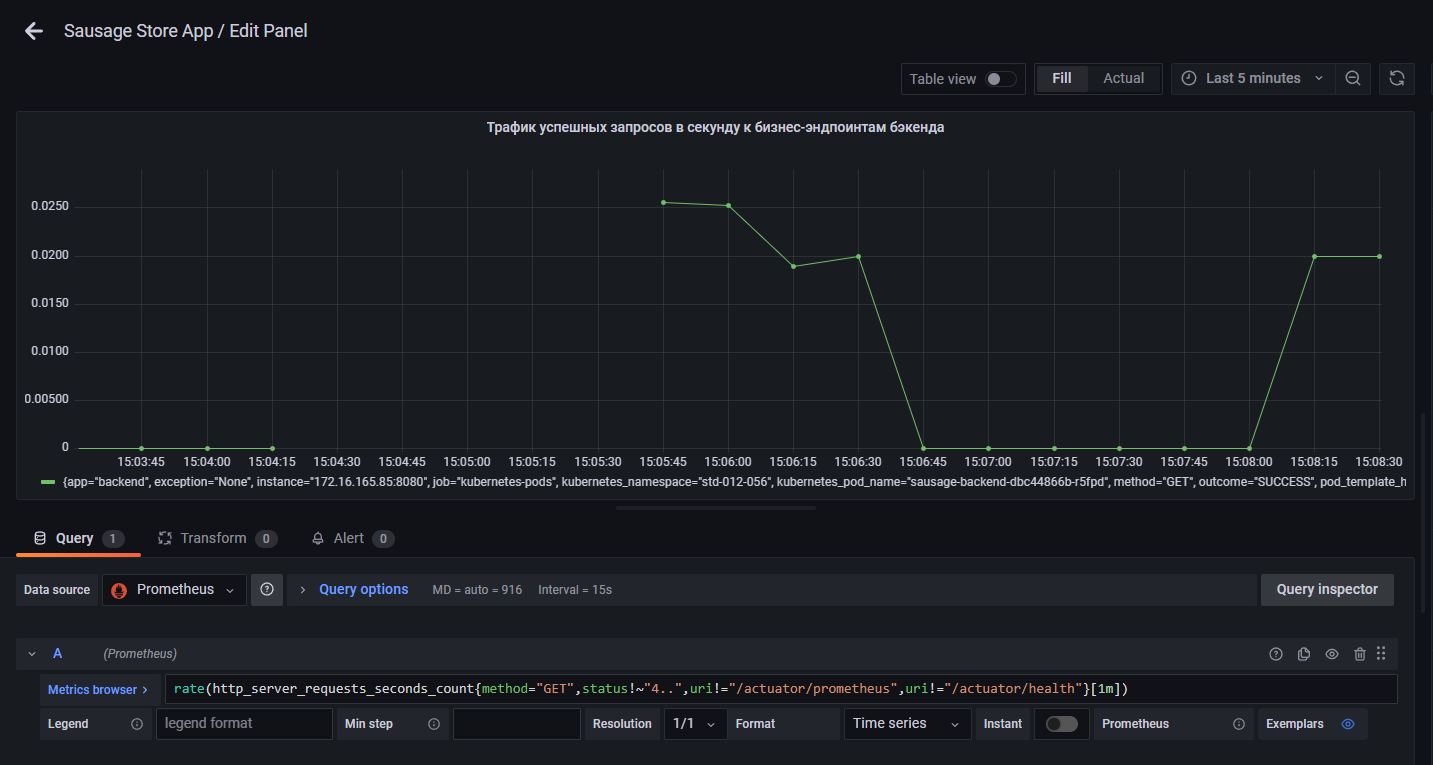 Sausage Store App / Edit Panel
Table view Fill Actual Last 5 minutes
Трафик успешных запросов в секунду к бизнес-эндпоинтам бэкенда
0.0250
0.0200
0.0150
0.0100
0.00500
0
15:03:45 15:04:00 15:04:15 15:04:30 15:04:45 15:05:00 15:05:15 15:05:30 15:05:45 15:06:00 15:06:15 15:06:30 15:06:45 15:07:00 15:07:15 15:07:30 15:07:45 15:08:00 15:08:15 15:08:30
{app="backend", exception="None", instance="172.16.165.85:8080", job="kubernetes-pods", kubernetes_namespace="std-012-056", kubernetes_pod_name="sausage-backend-dbc44866b-r5fpd", method="GET", outcome="SUCCESS", pod_template_h
Query 1 Transform 0 Alert 0
Data source Prometheus Query options MD = auto = 916 Interval = 15s Query inspector
A (Prometheus)
Metrics browser rate(http_server_requests_seconds_count{method="GET",status!~"4..",uri!="/actuator/prometheus",uri!="/actuator/health"}[1m])
Legend legend format Min step Resolution 1/1 Format Time series Instant Prometheus Exemplars